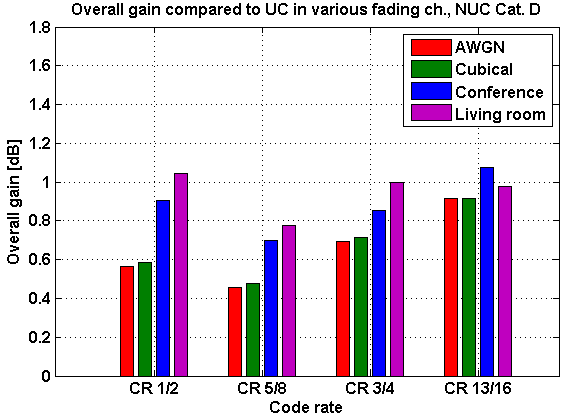 Overall gain compared to UC in various fading ch., NUC Cat. D
1.8
1.6
1.4
1.2
1
0.8
0.6
0.4
0.2
0
Overall gain [dB]
AWGN
Cubical
Conference
Living room
CR 1/2
CR 5/8
CR 3/4
CR 13/16
Code rate